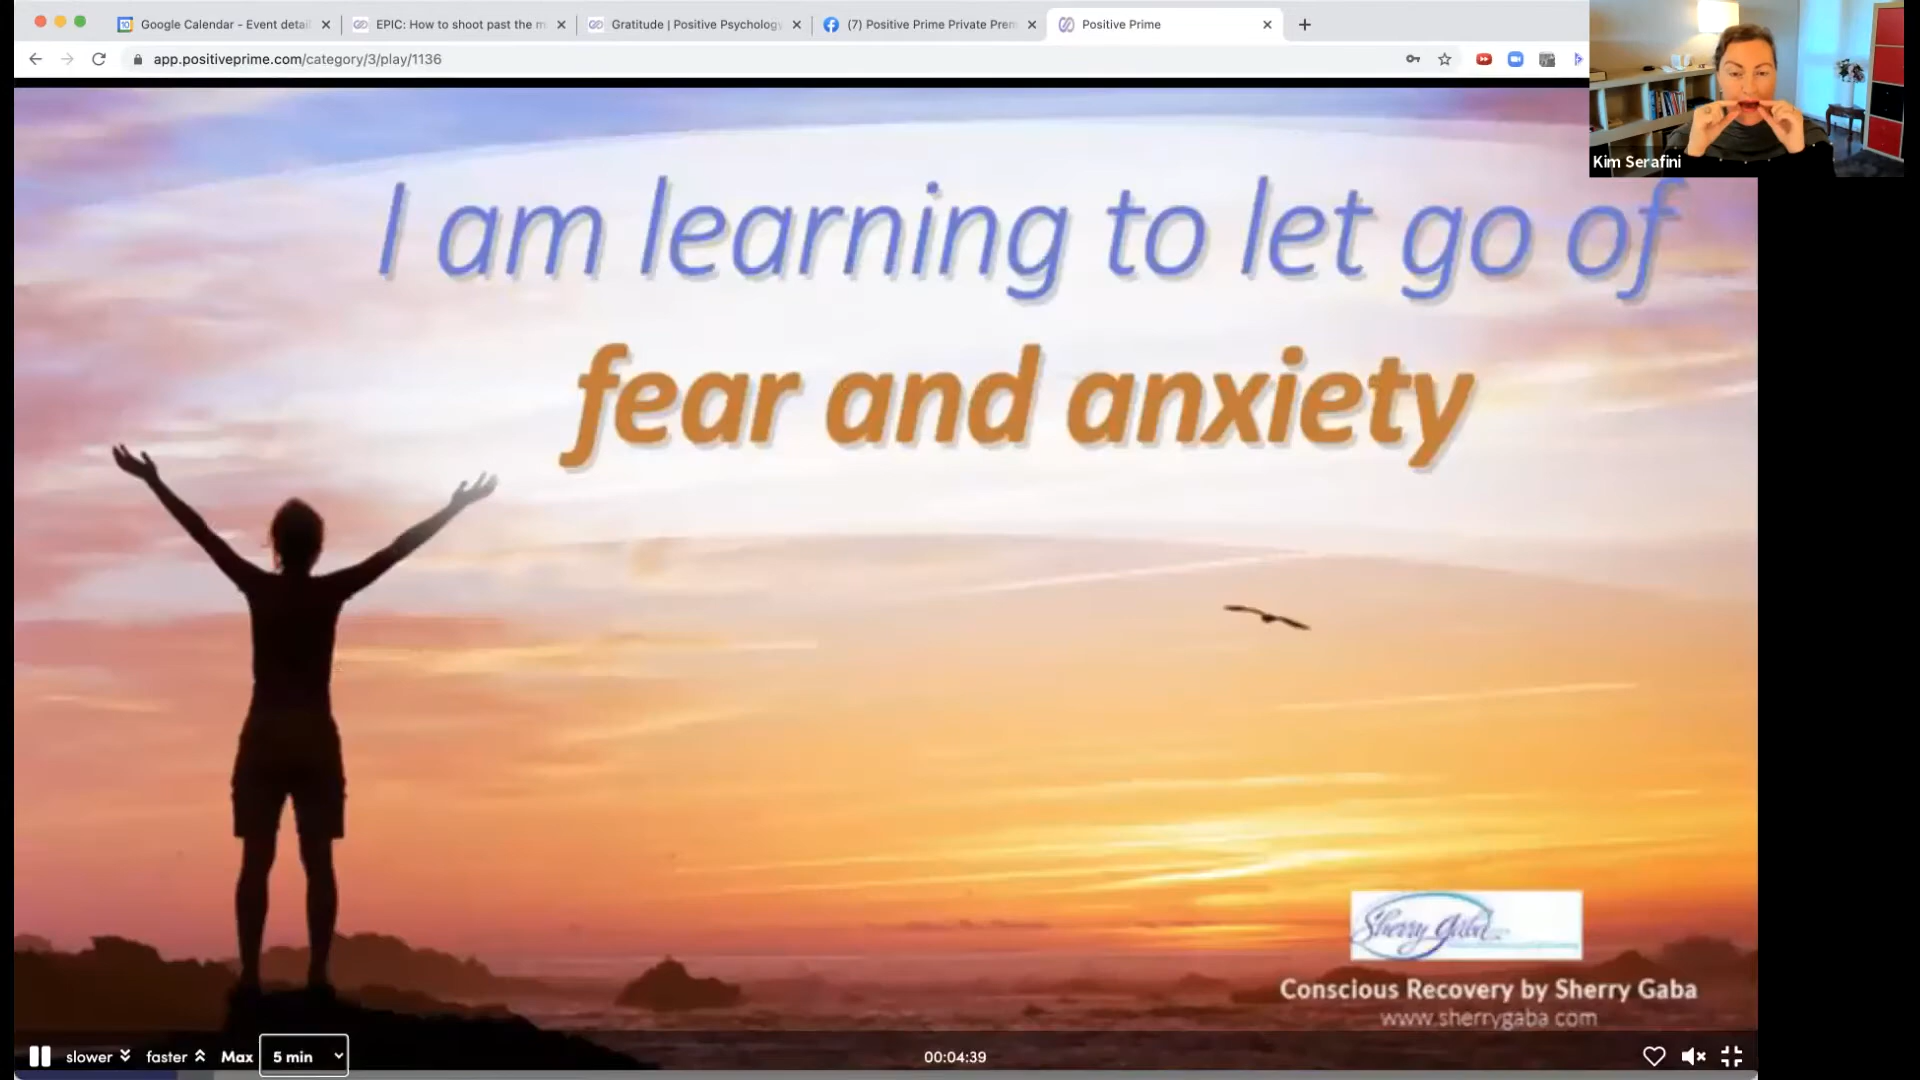 Google Calendar - Event detai
EPIC: How to shoot past the m
Gratitude | Positive Psychology
(7) Positive Prime Private Prem
Positive Prime
app.positiveprime.com/category/3/play/1136
Kim Serafini
I am learning to let go of
fear and anxiety
Sherry Gaba
Conscious Recovery by Sherry Gaba
www.sherrygaba.com
slower faster Max 5 min 00:04:39